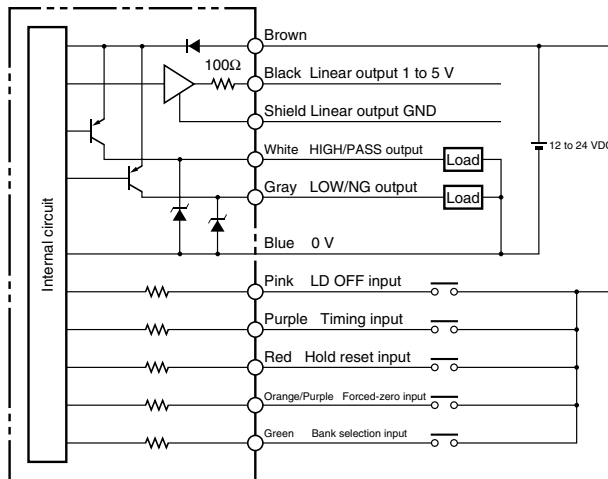 Brown
100Ω
Black Linear output 1 to 5 V
Shield Linear output GND
White HIGH/PASS output
Load
12 to 24 VDC
Gray LOW/NG output
Load
Internal circuit
Blue 0 V
Pink LD OFF input
Purple Timing input
Red Hold reset input
Orange/Purple Forced-zero input
Green Bank selection input